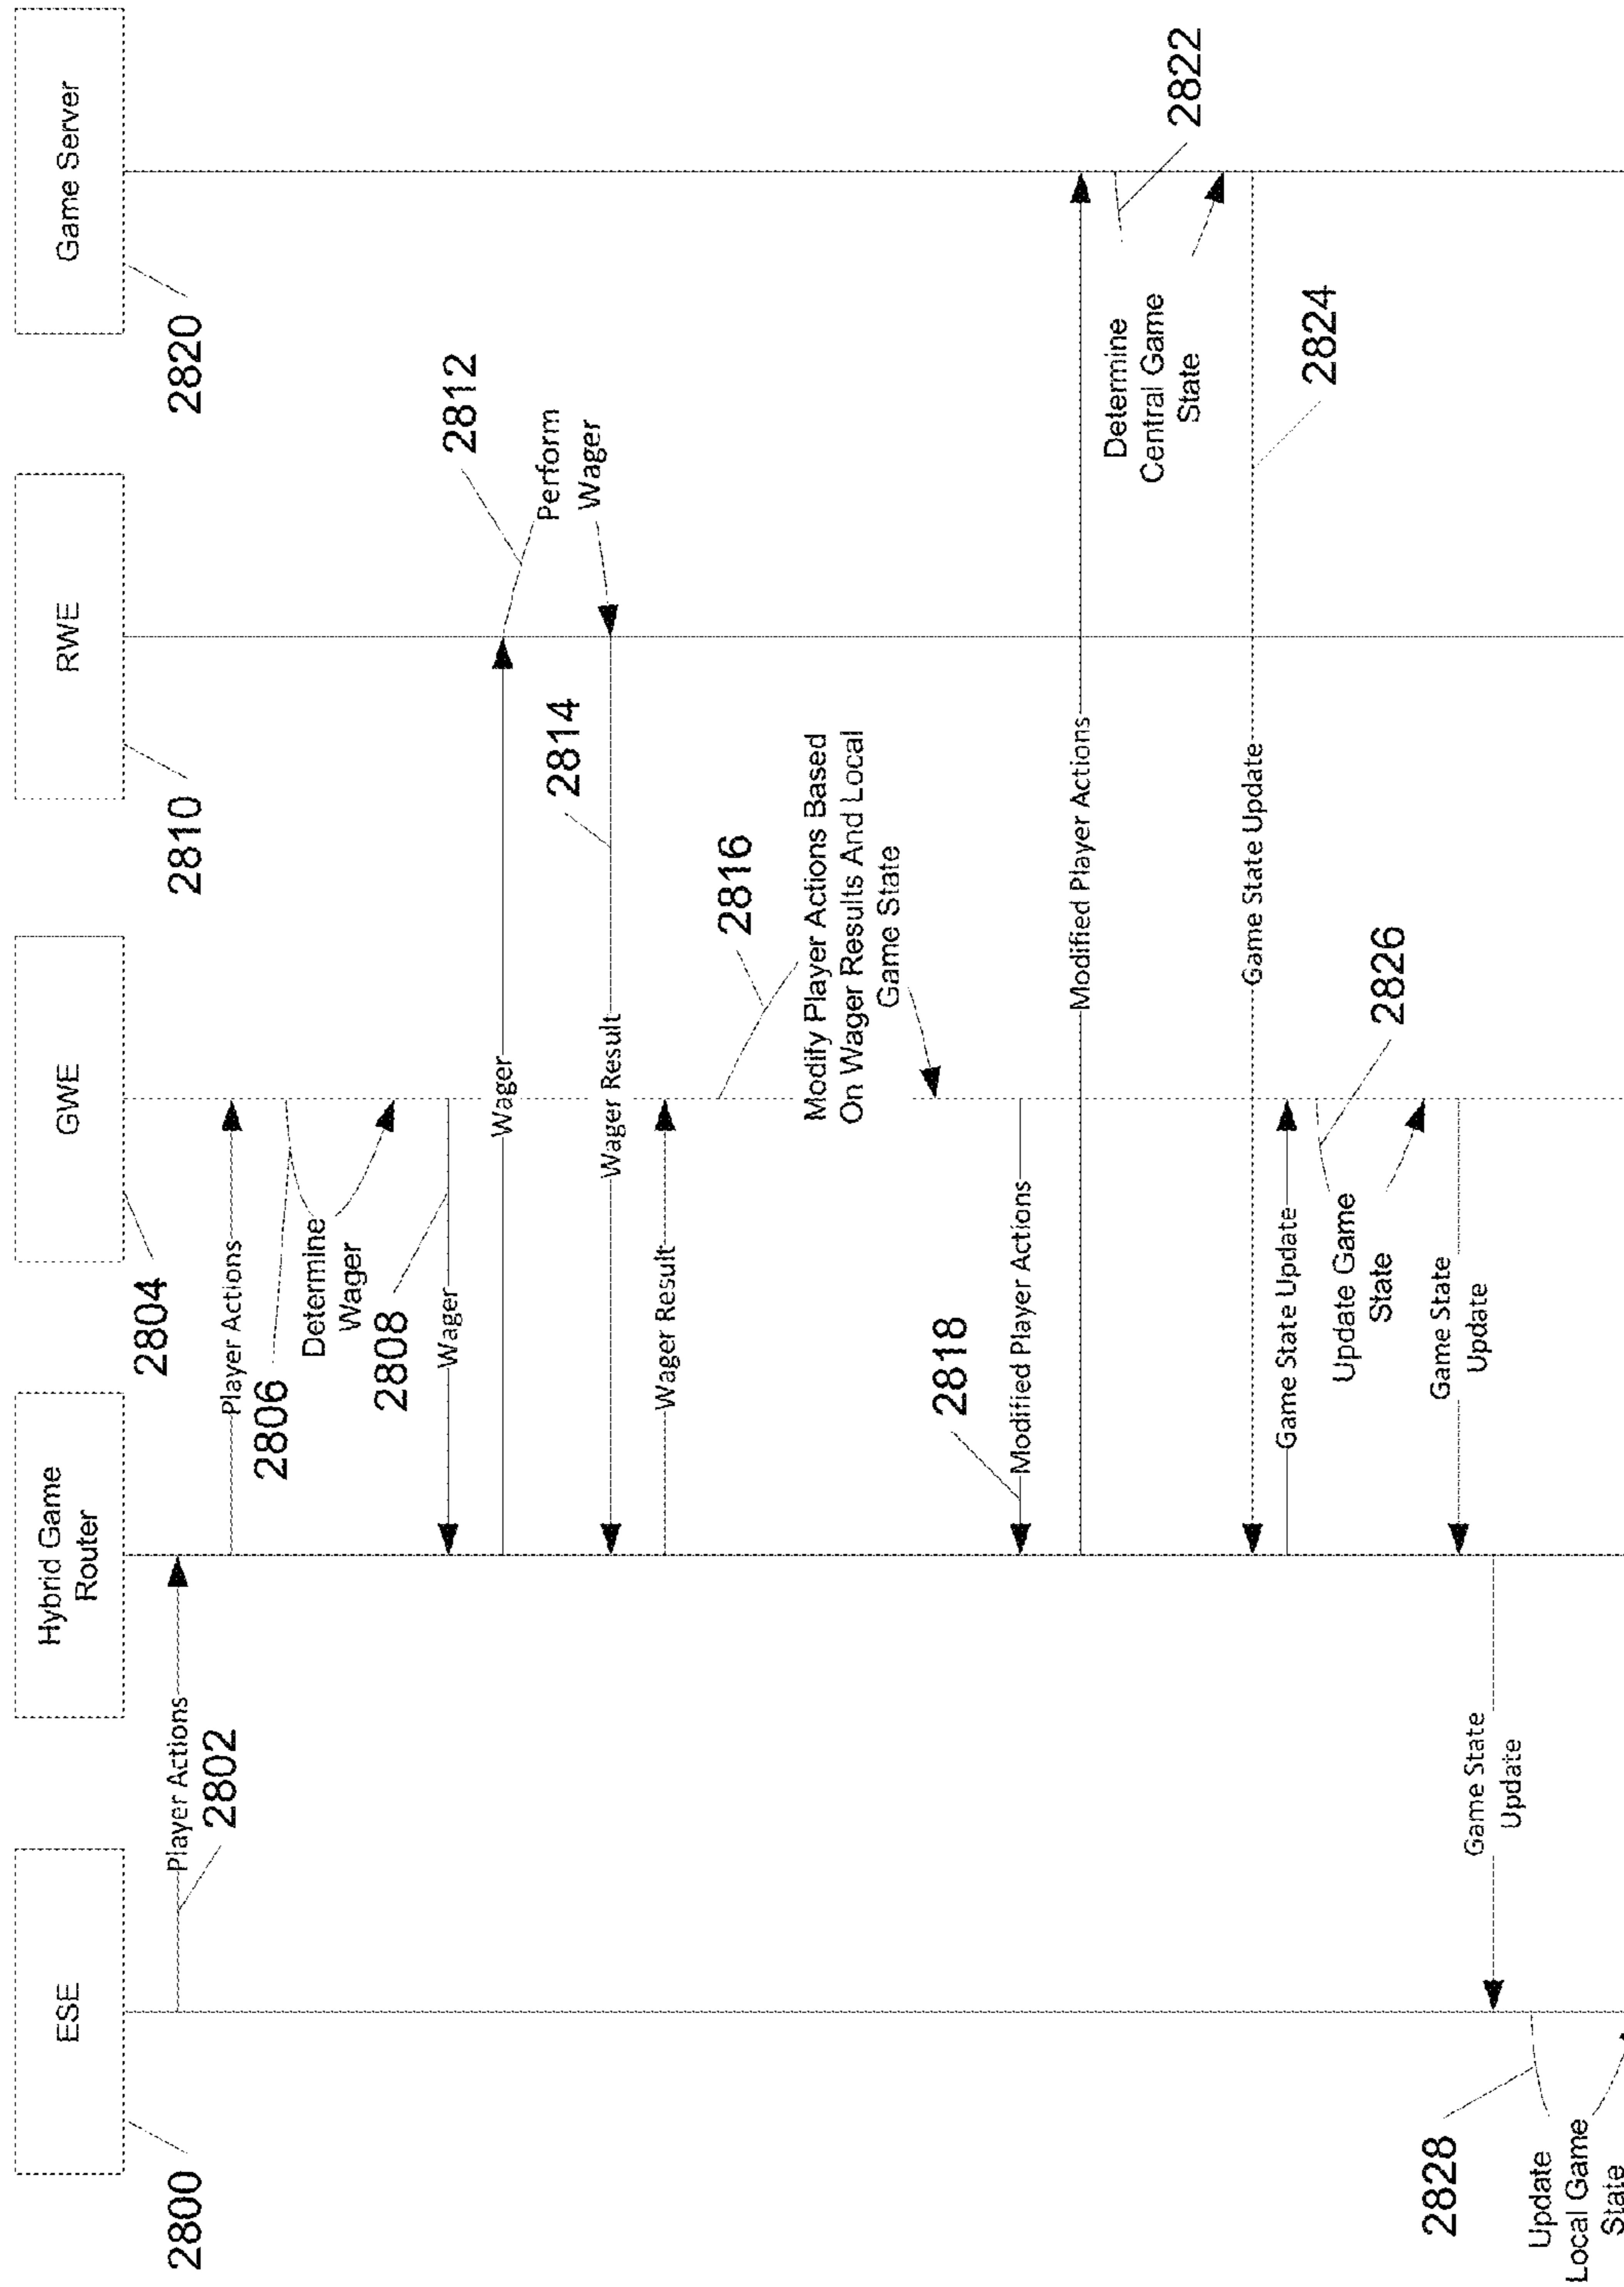 ESE
Hybrid Game
Router
GWE
RWE
Game Server
2800
2804
2810
2820
Player Actions
2802
Player Actions
2806
Determine
Wager
2808
Wager
Wager
2812
Perform
Wager
2814
Wager Result
Wager Result
2816
Modify Player Actions Based
On Wager Results And Local
Game State
2818
Modified Player Actions
Modified Player Actions
2822
Determine
Central Game
State
2824
Game State Update
Game State Update
2826
Update Game
State
Game State
Update
Game State
Update
2828
Update
Local Game
State